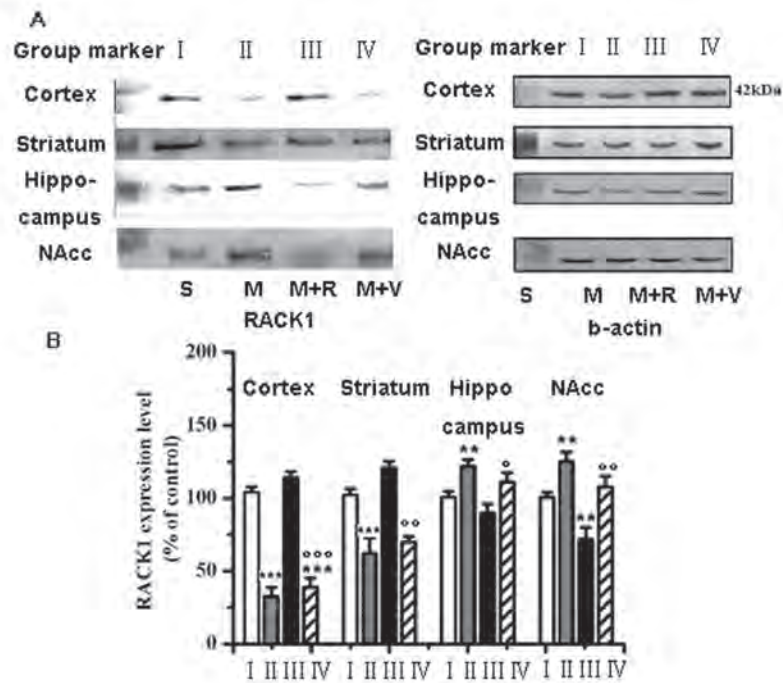 A
Group marker I II III IV
Cortex
Striatum
Hippo-
campus
NAcc
S M M+R M+V
RACK1
Group marker I II III IV
Cortex 42kDa
Striatum
Hippo-
campus
NAcc
S M M+R M+V
b-actin
B
RACK1 expression level
(% of control)
200
150
100
50
0
Cortex Striatum Hippo NAcc
campus
*** °°° *** *** °° ** ° ** ** °°
I II III IV I II III IV I II III IV I II III IV